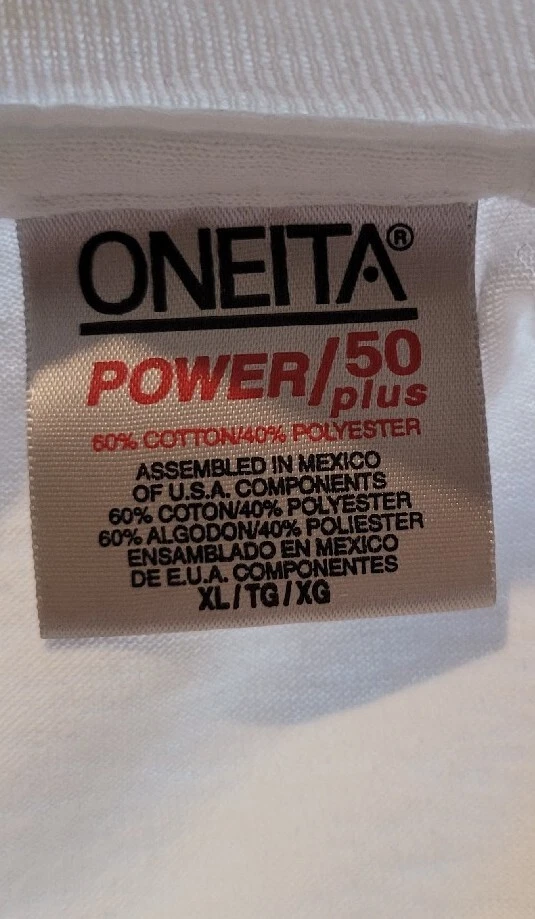 ONEITA®
POWER/50 plus
60% COTTON/40% POLYESTER
ASSEMBLED IN MEXICO
OF U.S.A. COMPONENTS
60% COTON/40% POLYESTER
60% ALGODON/40% POLIESTER
ENSAMBLADO EN MEXICO
DE E.U.A. COMPONENTES
XL/TG/XG